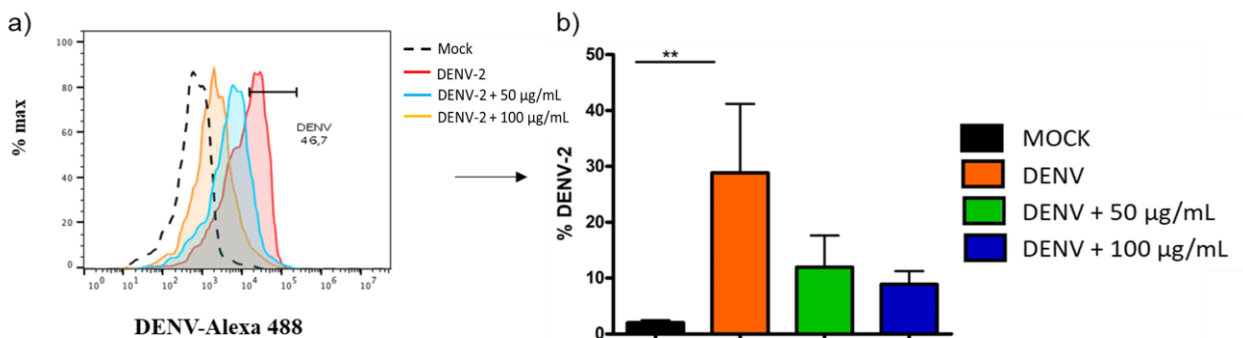 a)
100
80
60
40
20
0
% max
10^0 10^1 10^2 10^3 10^4 10^5 10^6 10^7
DENV-Alexa 488
DENV
46,7
Mock
DENV-2
DENV-2 + 50 µg/mL
DENV-2 + 100 µg/mL
b)
50
40
30
20
10
0
% DENV-2
**
MOCK
DENV
DENV + 50 µg/mL
DENV + 100 µg/mL